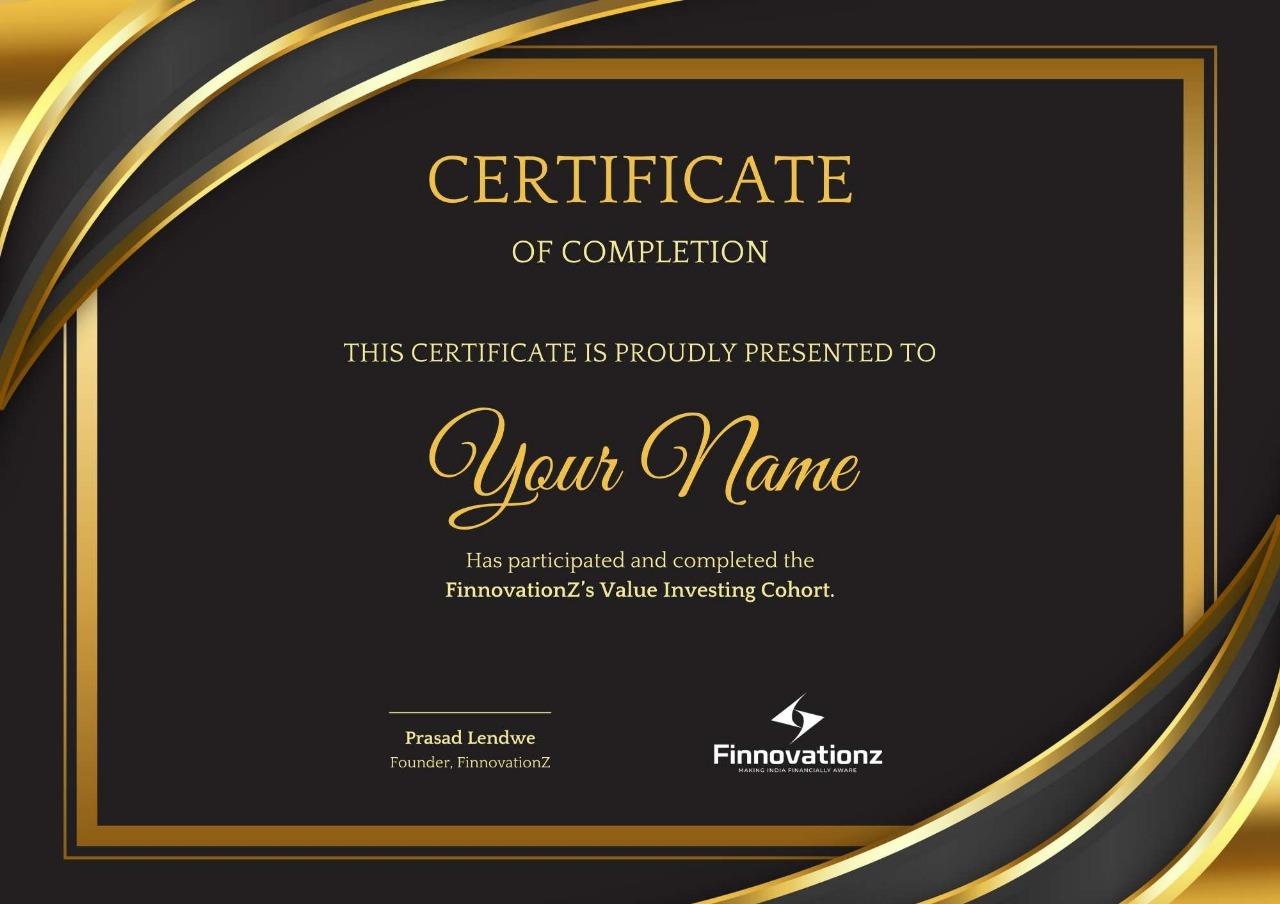 CERTIFICATE
OF COMPLETION
THIS CERTIFICATE IS PROUDLY PRESENTED TO
Your Name
Has participated and completed the
FinnovationZ’s Value Investing Cohort.
Prasad Lendwe
Founder, FinnovationZ
Finnovationz
MAKING INDIA FINANCIALLY AWARE